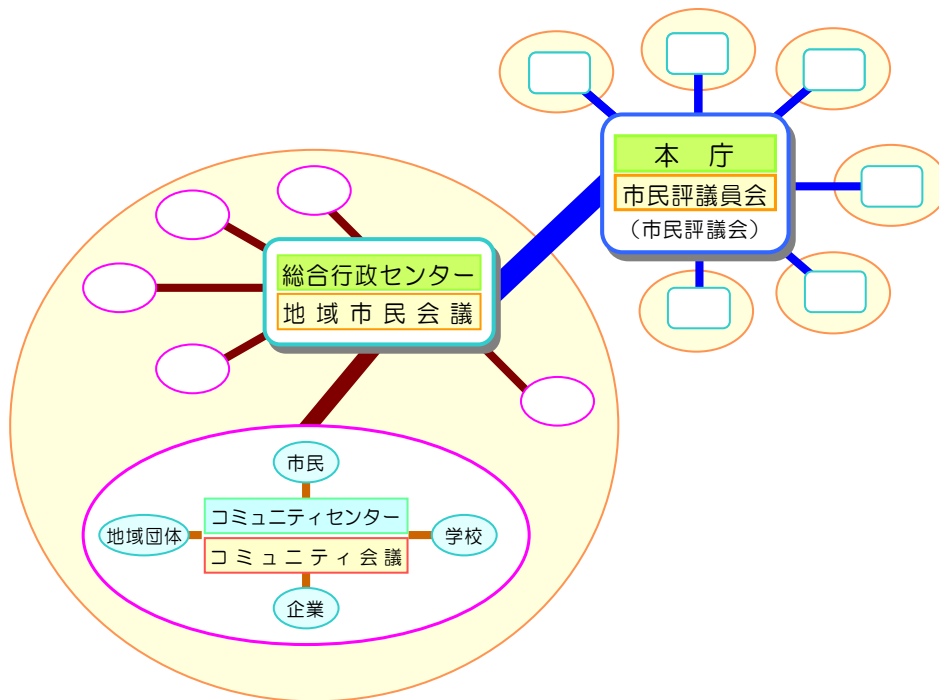 本　庁
市民評議員会
（市民評議会）
総合行政センター
地域市民会議
市民
コミュニティセンター
地域団体
学校
コミュニティ会議
企業